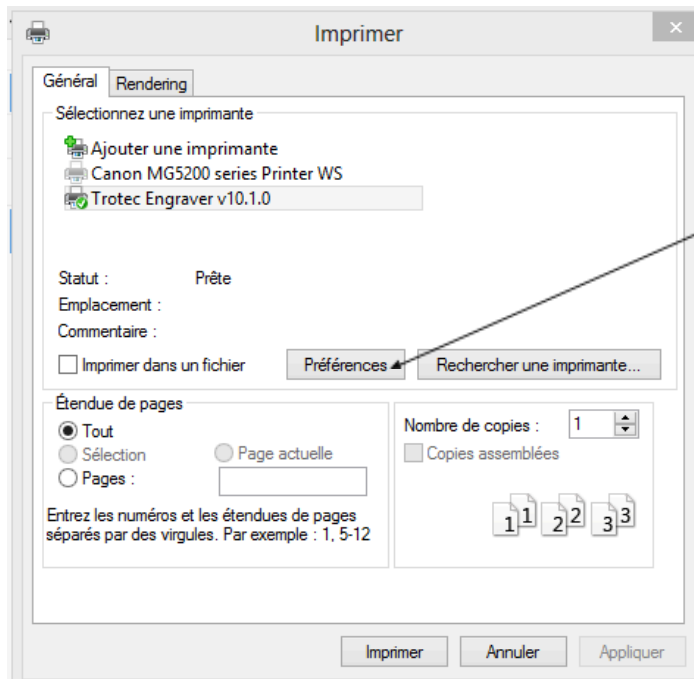 Imprimer
Général Rendering
Sélectionnez une imprimante
Ajouter une imprimante
Canon MG5200 series Printer WS
Trotec Engraver v10.1.0
Statut : Prête
Emplacement :
Commentaire :
Imprimer dans un fichier Préférences Rechercher une imprimante...
Étendue de pages
Tout
Sélection Page actuelle
Pages :
Entrez les numéros et les étendues de pages
séparés par des virgules. Par exemple : 1, 5-12
Nombre de copies : 1
Copies assemblées
1 1 2 2 3 3
Imprimer Annuler Appliquer